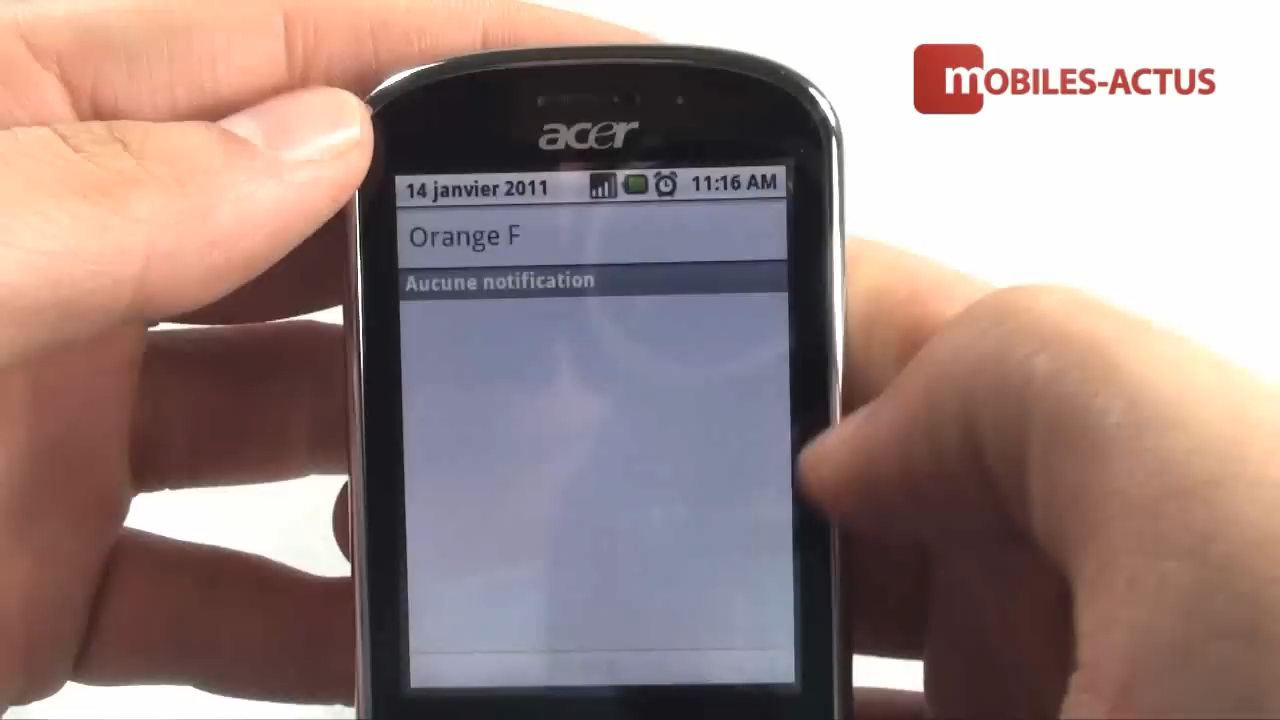 mOBILES-ACTUS
acer
14 janvier 2011 11:16 AM
Orange F
Aucune notification